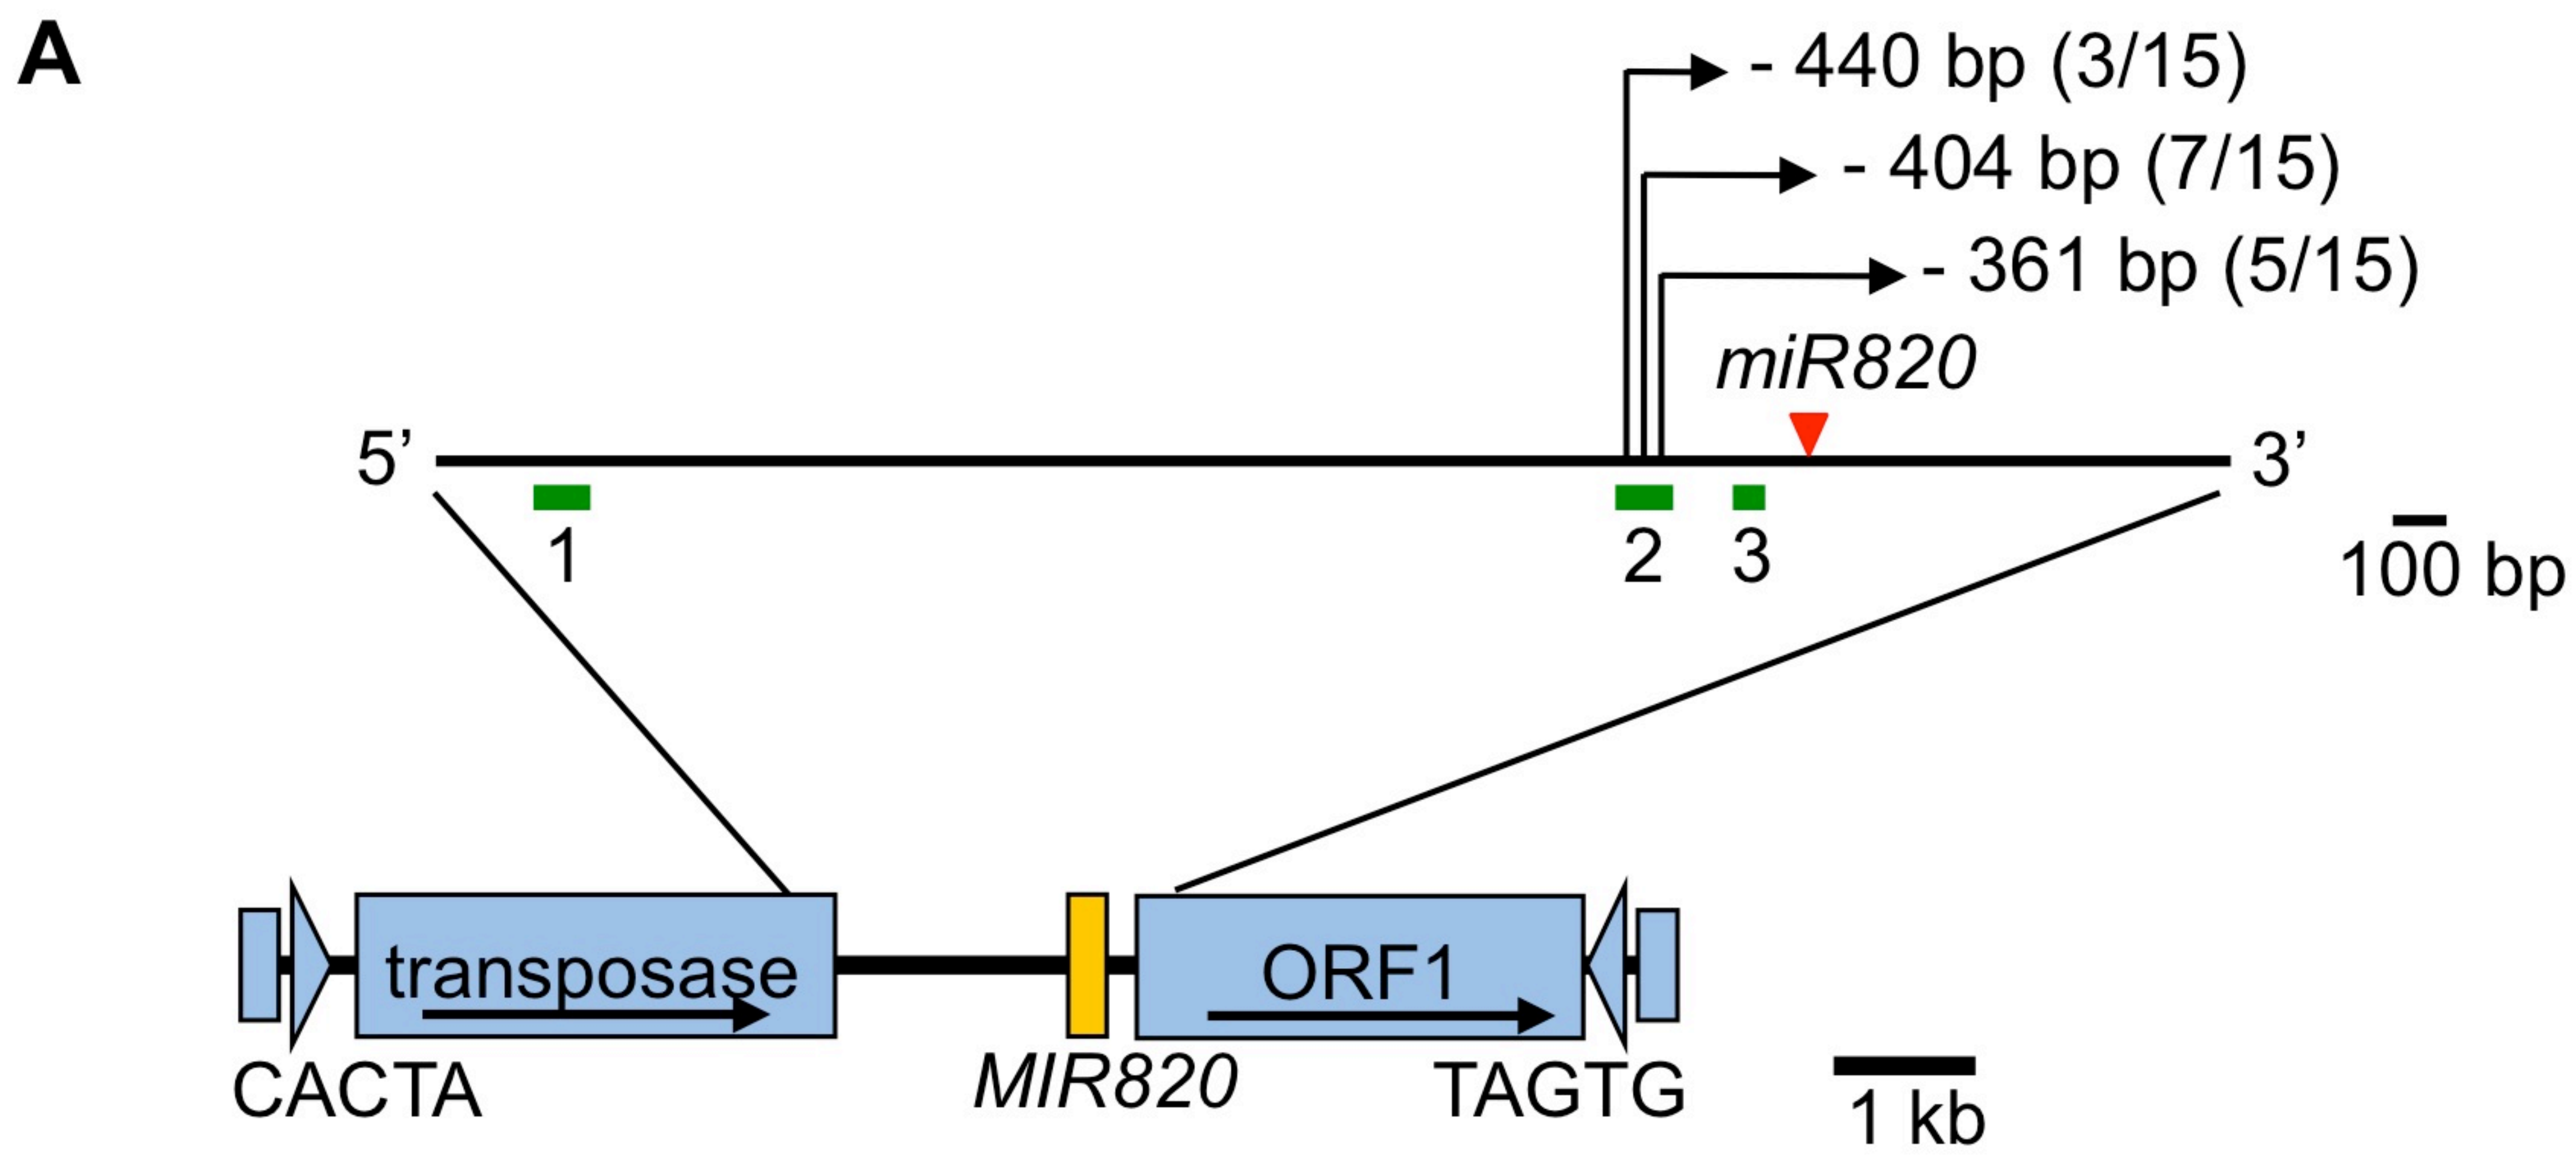 A
- 440 bp (3/15)
- 404 bp (7/15)
- 361 bp (5/15)
miR820
5’
3’
1
2
3
100 bp
transposase
ORF1
CACTA
MIR820
TAGTG
1 kb